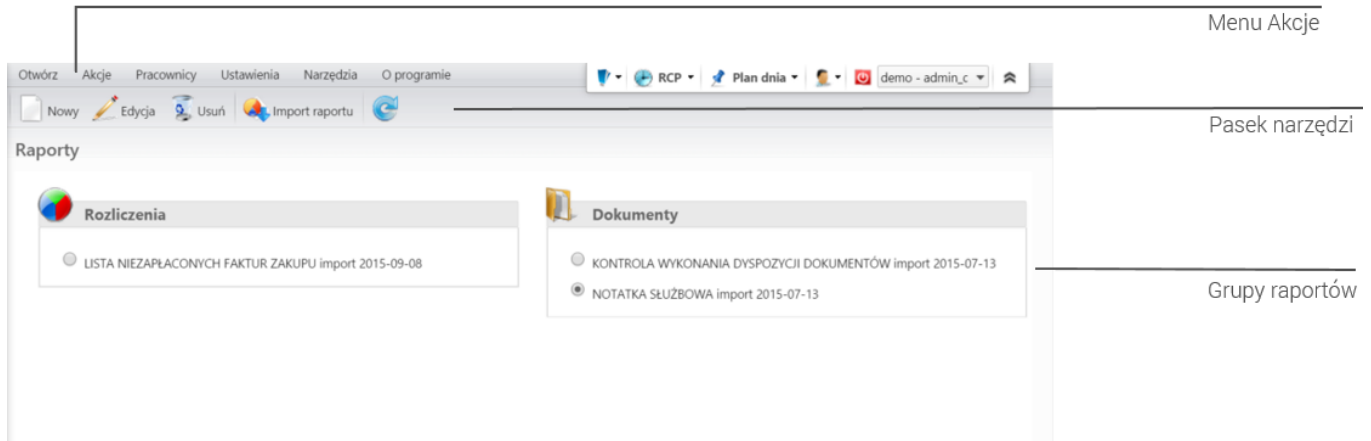 Menu Akcje
Otwórz Akcje Pracownicy Ustawienia Narzędzia O programie RCP Plan dnia demo - admin_c
Nowy Edycja Usuń Import raportu
Pasek narzędzi
Raporty
Rozliczenia
LISTA NIEZAPŁACONYCH FAKTUR ZAKUPU import 2015-09-08
Dokumenty
KONTROLA WYKONANIA DYSPOZYCJI DOKUMENTÓW import 2015-07-13
NOTATKA SŁUŻBOWA import 2015-07-13
Grupy raportów